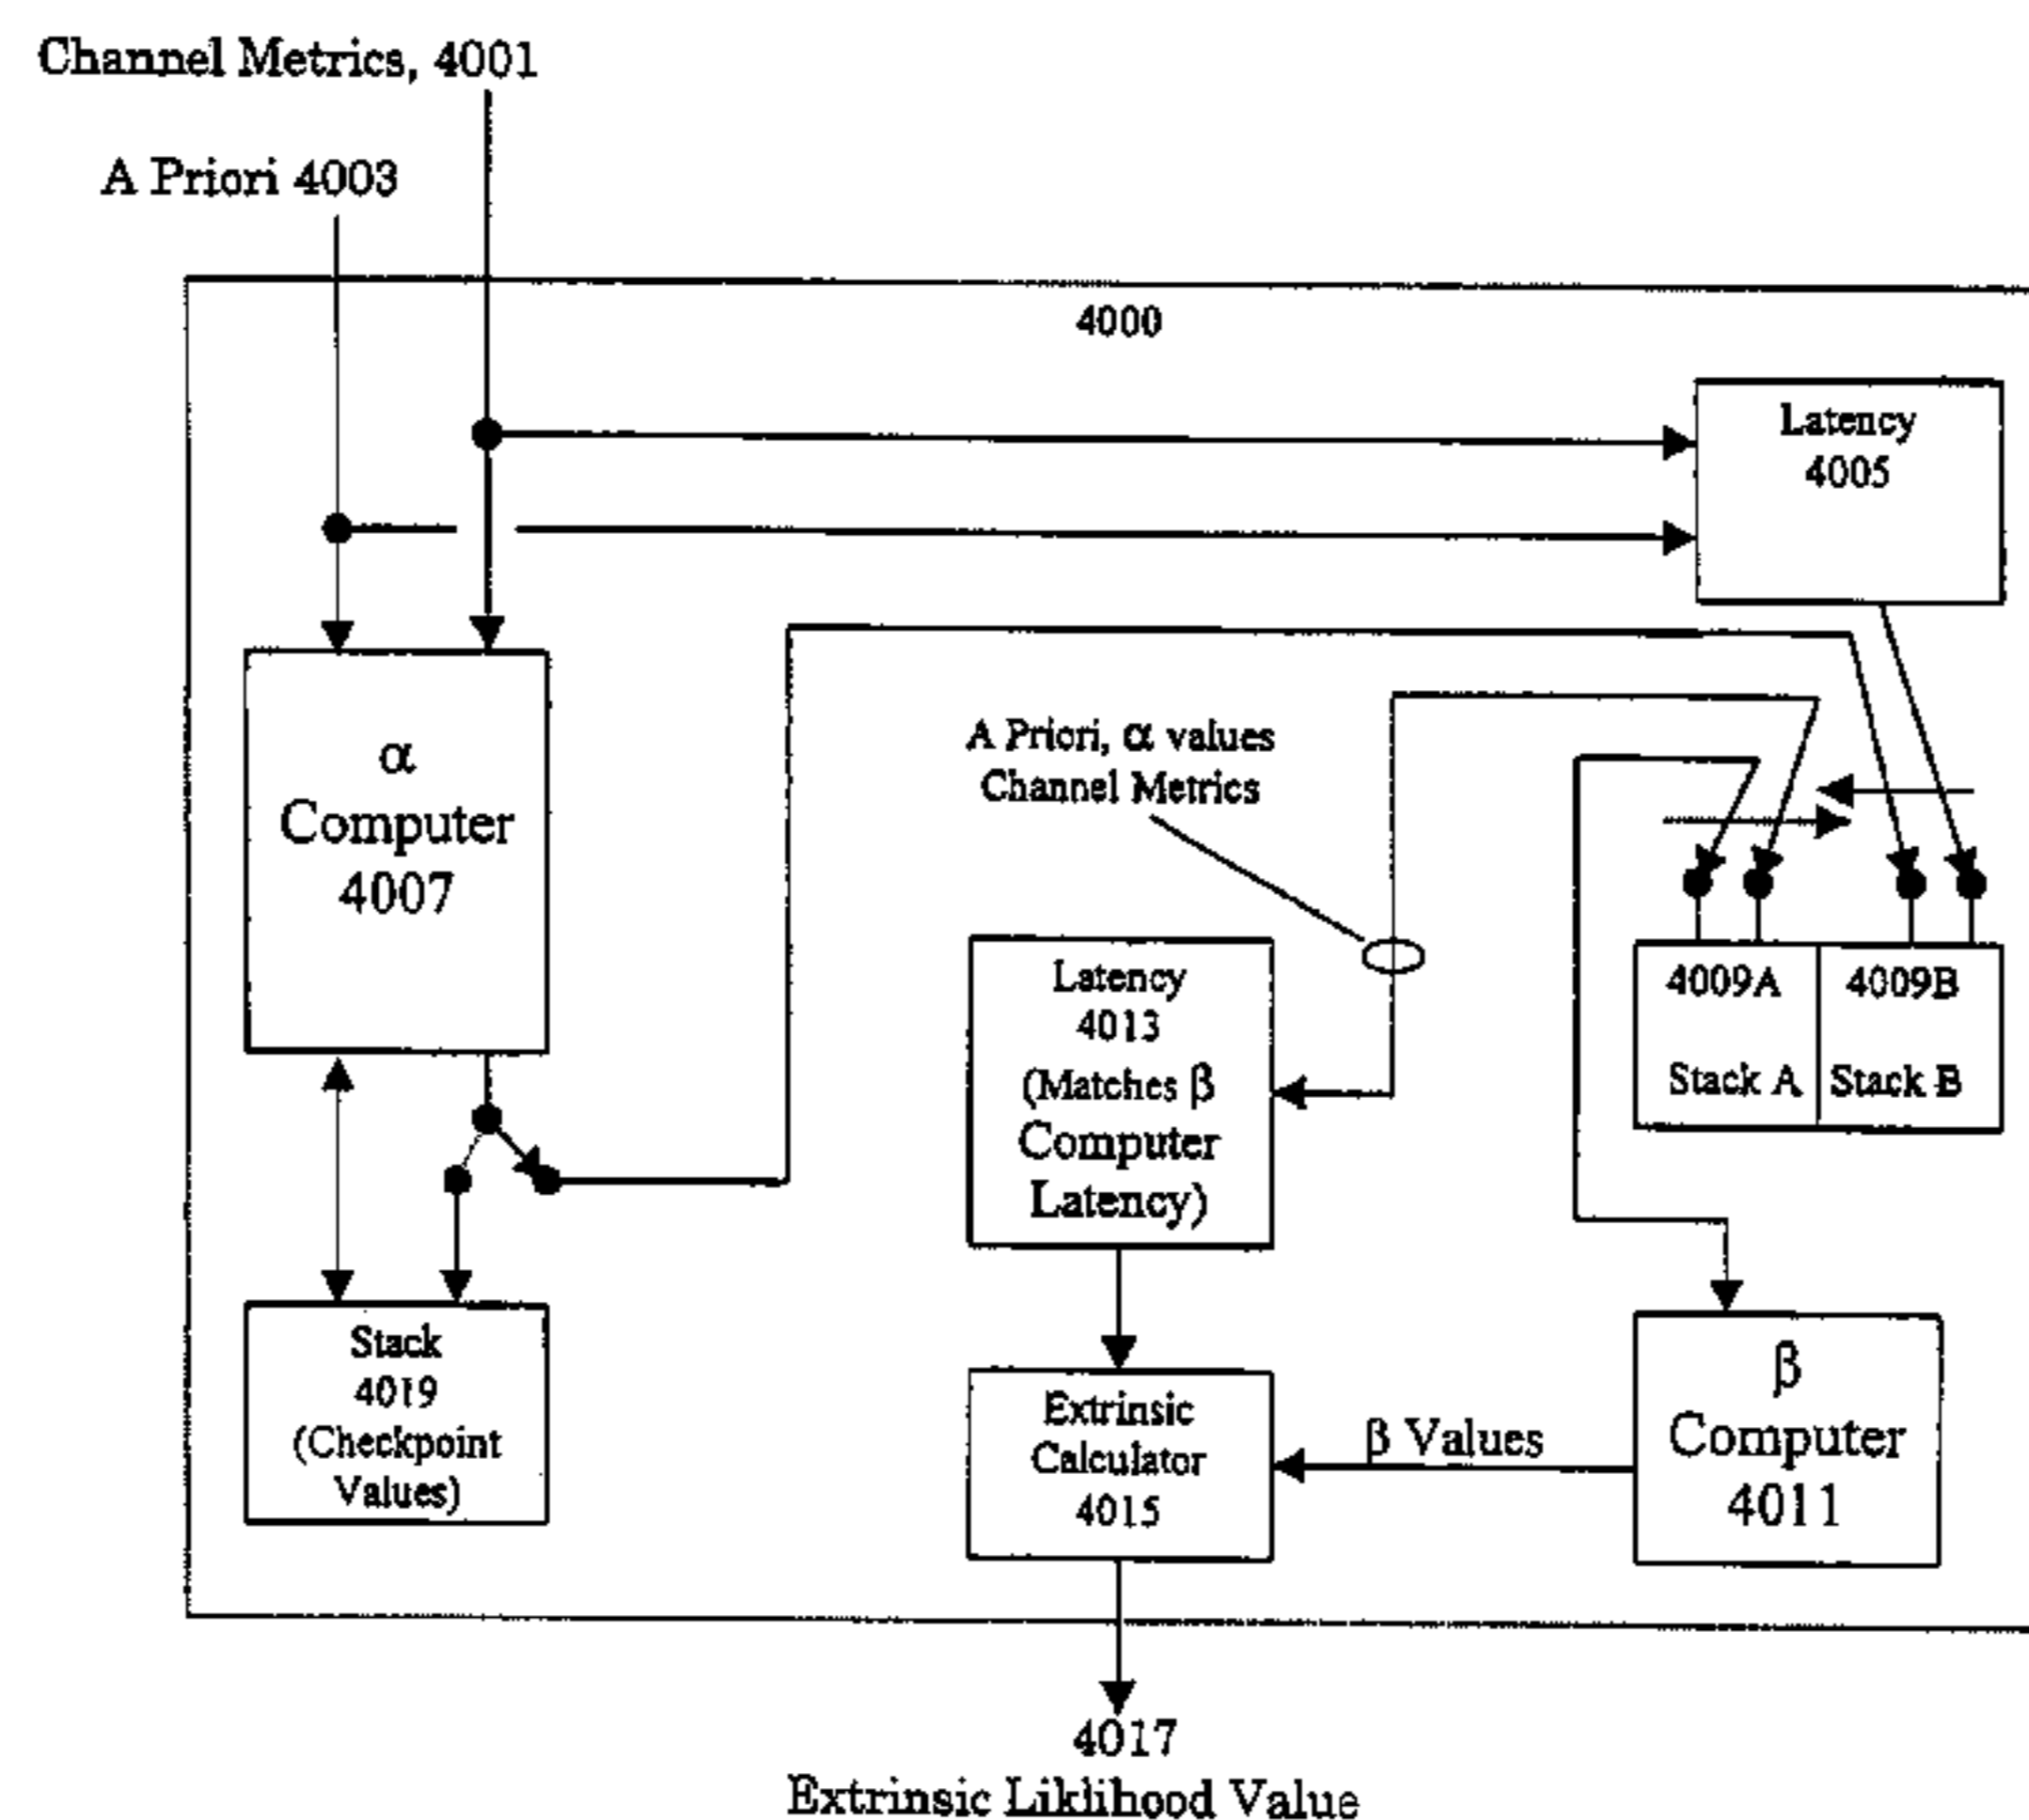 Channel Metrics, 4001
A Priori 4003
4000
Latency
4005
α
Computer
4007
A Priori, α values
Channel Metrics
Latency
4013
(Matches β
Computer
Latency)
4009A
4009B
Stack A
Stack B
Stack
4019
(Checkpoint
Values)
Extrinsic
Calculator
4015
β Values
β
Computer
4011
4017
Extrinsic Liklihood Value